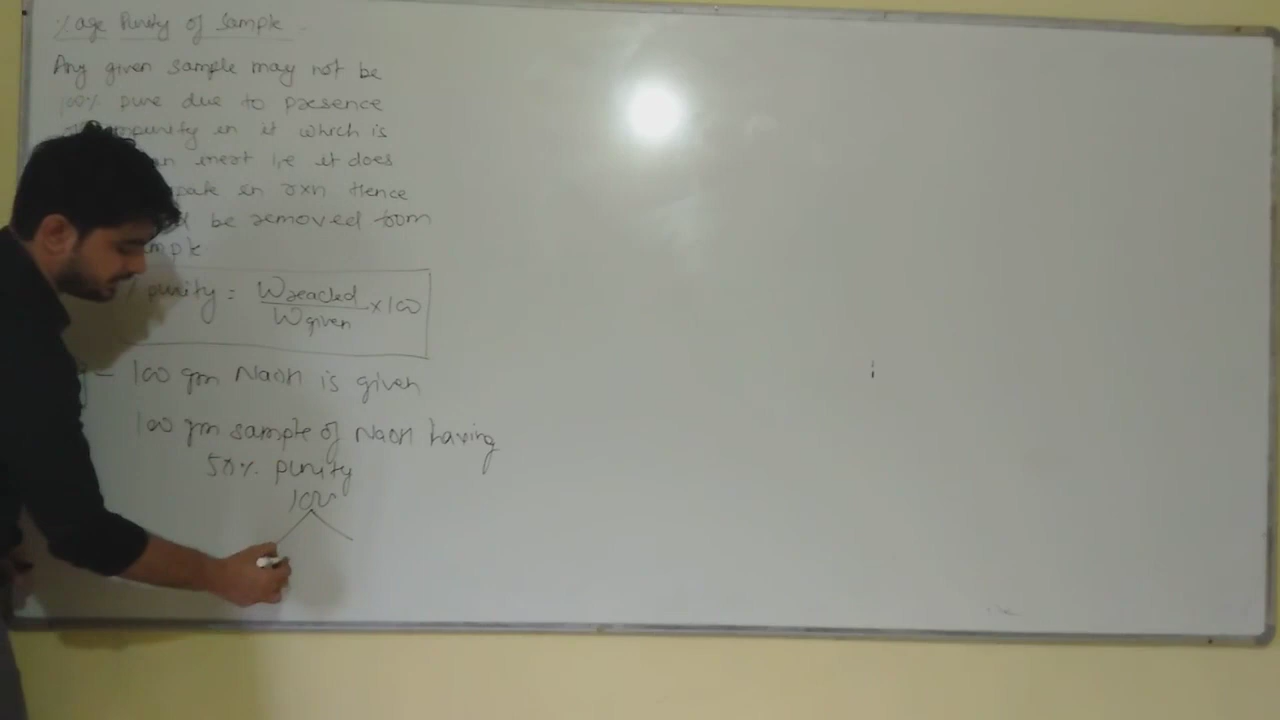 %age Purity of Sample
Any given sample may not be
100% pure due to presence
impurity in it which is
inert i.e it does
in rxn Hence
be removed from
% purity = Wreacted / Wgiven × 100
100 gm NaOH is given
100 gm sample of NaOH having
50% purity
100